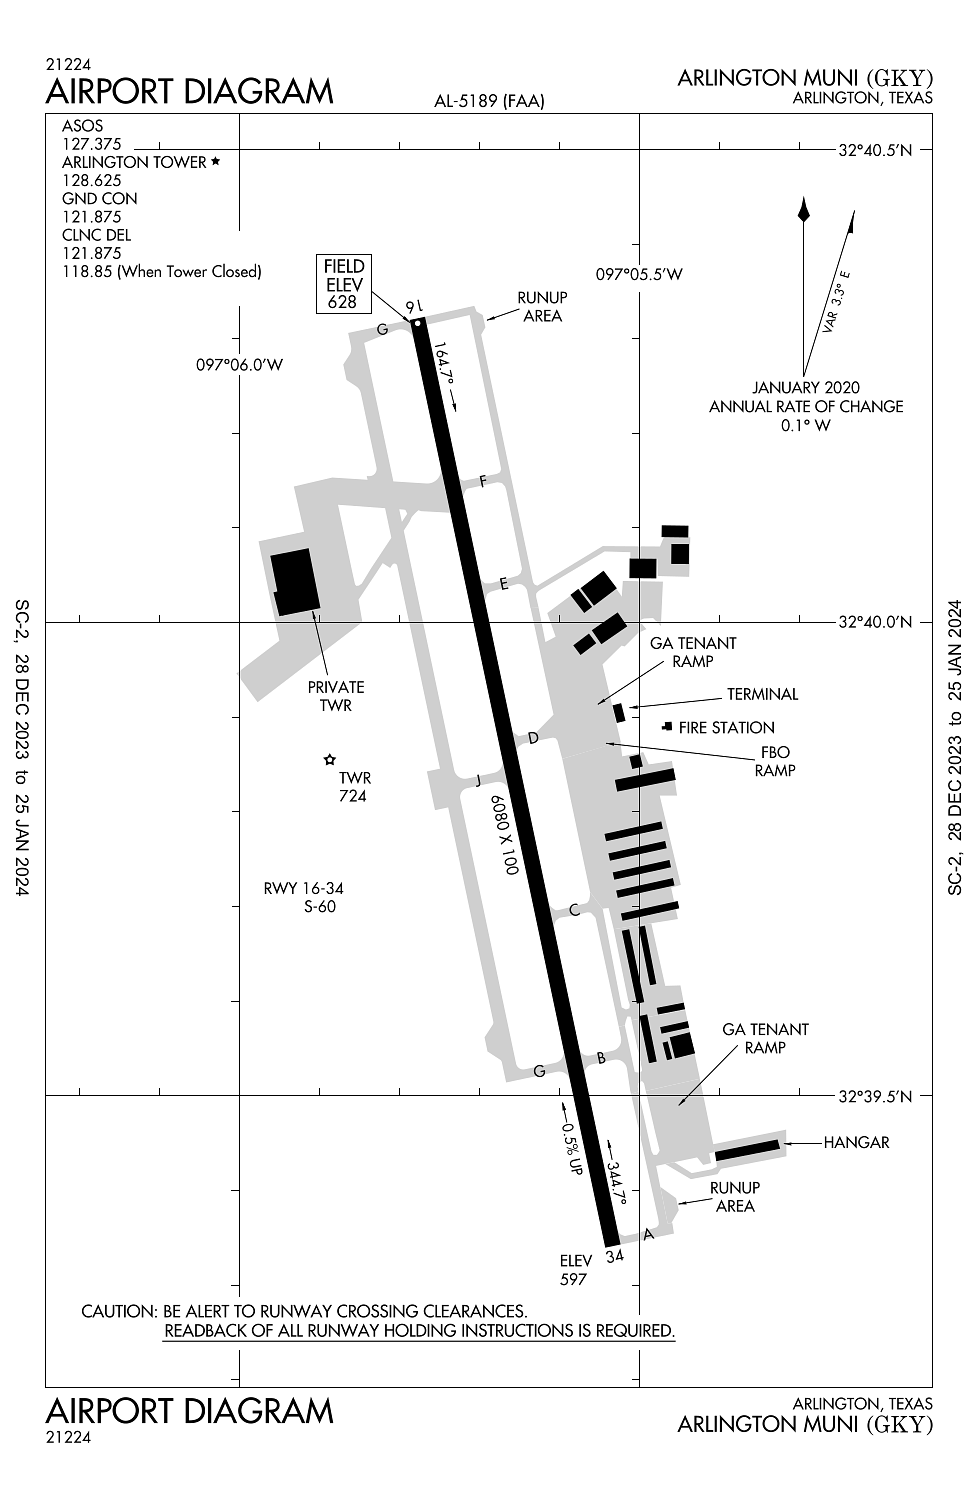 21224
AIRPORT DIAGRAM
AL-5189 (FAA)
ARLINGTON MUNI (GKY)
ARLINGTON, TEXAS
ASOS
127.375
ARLINGTON TOWER ★
128.625
GND CON
121.875
CLNC DEL
121.875
118.85 (When Tower Closed)
32°40.5'N
097°05.5'W
VAR 3.3° E
JANUARY 2020
ANNUAL RATE OF CHANGE
0.1° W
FIELD
ELEV
628
16
RUNUP
AREA
G
164.7°
097°06.0'W
F
E
32°40.0'N
GA TENANT
RAMP
PRIVATE
TWR
TERMINAL
FIRE STATION
D
FBO
RAMP
TWR
724
J
6080 X 100
RWY 16-34
S-60
C
GA TENANT
RAMP
B
G
32°39.5'N
0.5% UP
344.7°
HANGAR
RUNUP
AREA
A
34
ELEV
597
CAUTION: BE ALERT TO RUNWAY CROSSING CLEARANCES.
READBACK OF ALL RUNWAY HOLDING INSTRUCTIONS IS REQUIRED.
SC-2, 28 DEC 2023 to 25 JAN 2024
SC-2, 28 DEC 2023 to 25 JAN 2024
AIRPORT DIAGRAM
21224
ARLINGTON, TEXAS
ARLINGTON MUNI (GKY)